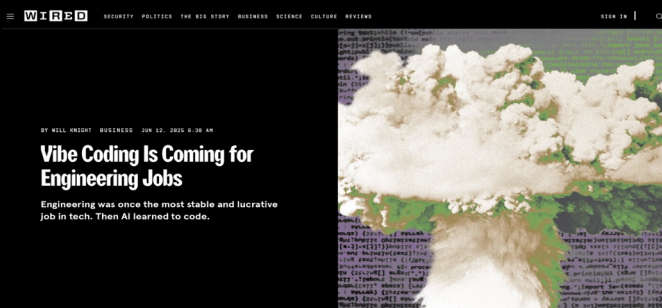 WIRED
SECURITY POLITICS THE BIG STORY BUSINESS SCIENCE CULTURE REVIEWS
SIGN IN
BY WILL KNIGHT BUSINESS JUN 12, 2025 6:30 AM
Vibe Coding Is Coming for
Engineering Jobs
Engineering was once the most stable and lucrative
job in tech. Then AI learned to code.